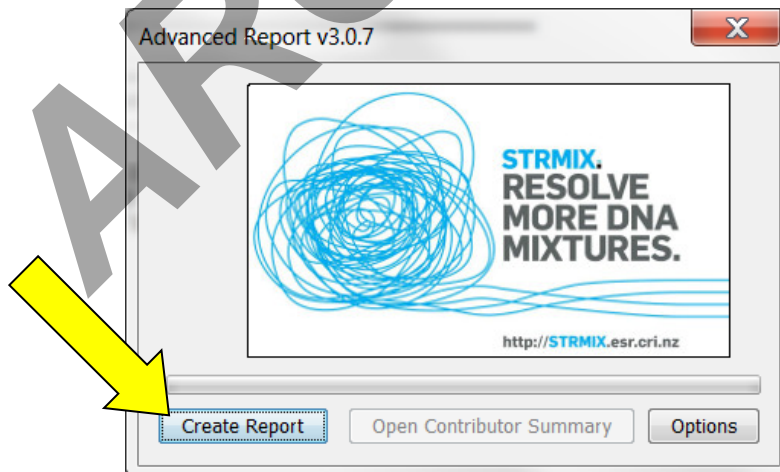 Advanced Report v3.0.7
STRMIX.
RESOLVE
MORE DNA
MIXTURES.
http://STRMIX.esr.cri.nz
Create Report
Open Contributor Summary
Options